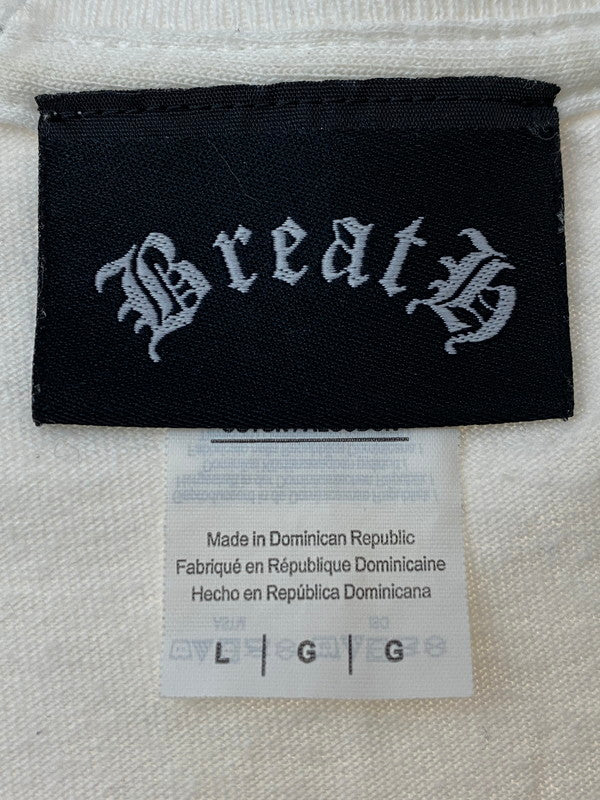 Breath
Made in Dominican Republic
Fabriqué en République Dominicaine
Hecho en República Dominicana
L | G | G